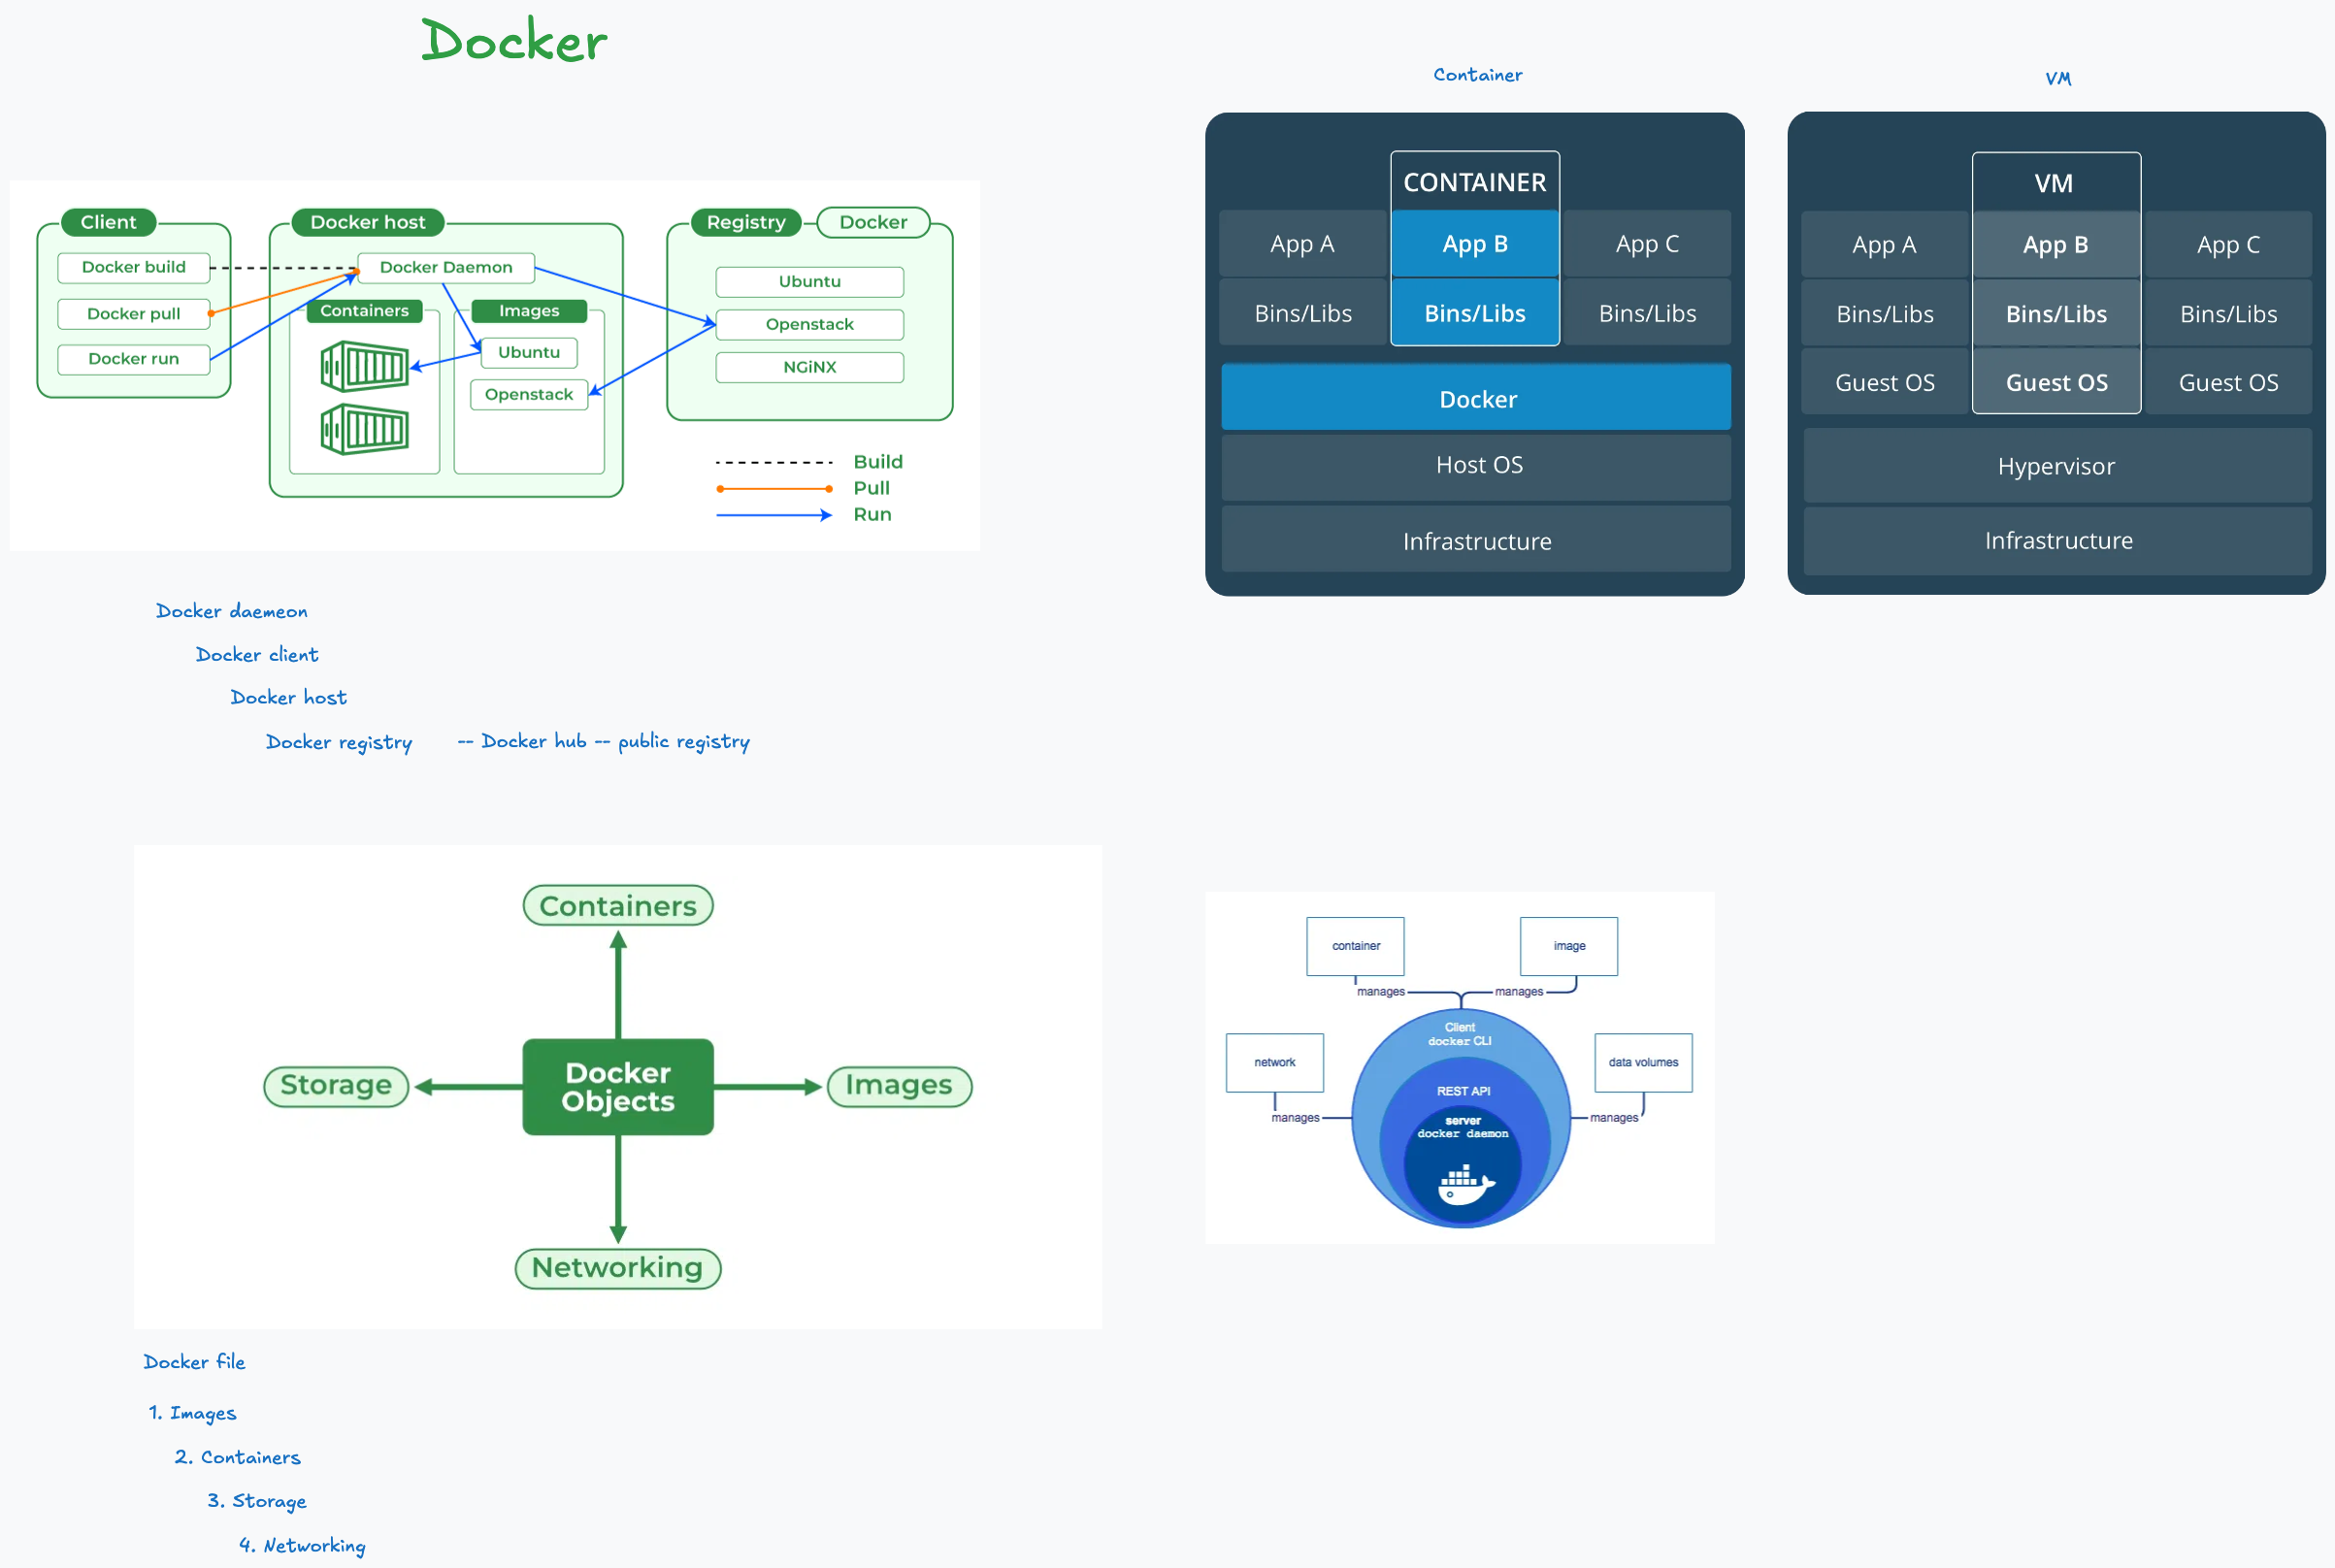 Docker
Client
Docker build
Docker pull
Docker run
Docker host
Docker Daemon
Containers
Images
Ubuntu
Openstack
Registry
Docker
Ubuntu
Openstack
NGiNX
Build
Pull
Run
Container
CONTAINER
App A
App B
App C
Bins/Libs
Bins/Libs
Bins/Libs
Docker
Host OS
Infrastructure
VM
VM
App A
App B
App C
Bins/Libs
Bins/Libs
Bins/Libs
Guest OS
Guest OS
Guest OS
Hypervisor
Infrastructure
Docker daemeon
Docker client
Docker host
Docker registry -- Docker hub -- public registry
Containers
Storage
Docker
Objects
Images
Networking
container
image
manages
manages
network
data volumes
manages
manages
Client
docker CLI
REST API
server
docker daemon
Docker file
1. Images
2. Containers
3. Storage
4. Networking